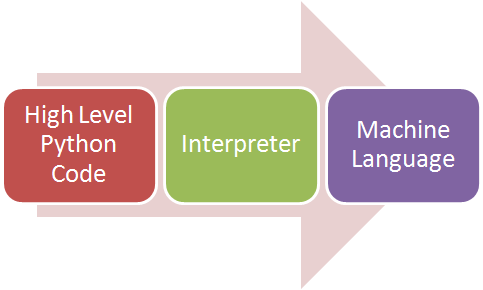 High Level
Python
Code
Interpreter
Machine
Language